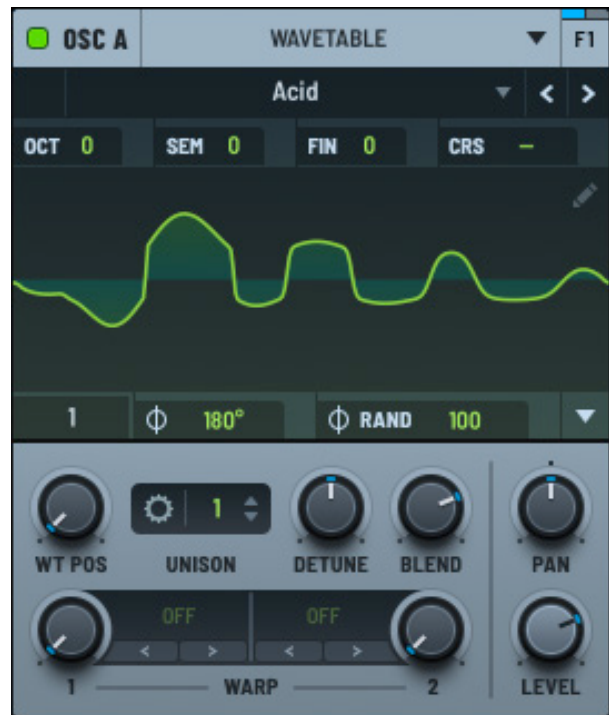 OSC A WAVETABLE F1
Acid < >
OCT 0 SEM 0 FIN 0 CRS –
1 180° RAND 100
1
WT POS UNISON DETUNE BLEND PAN
OFF OFF
< > < >
1 WARP 2 LEVEL